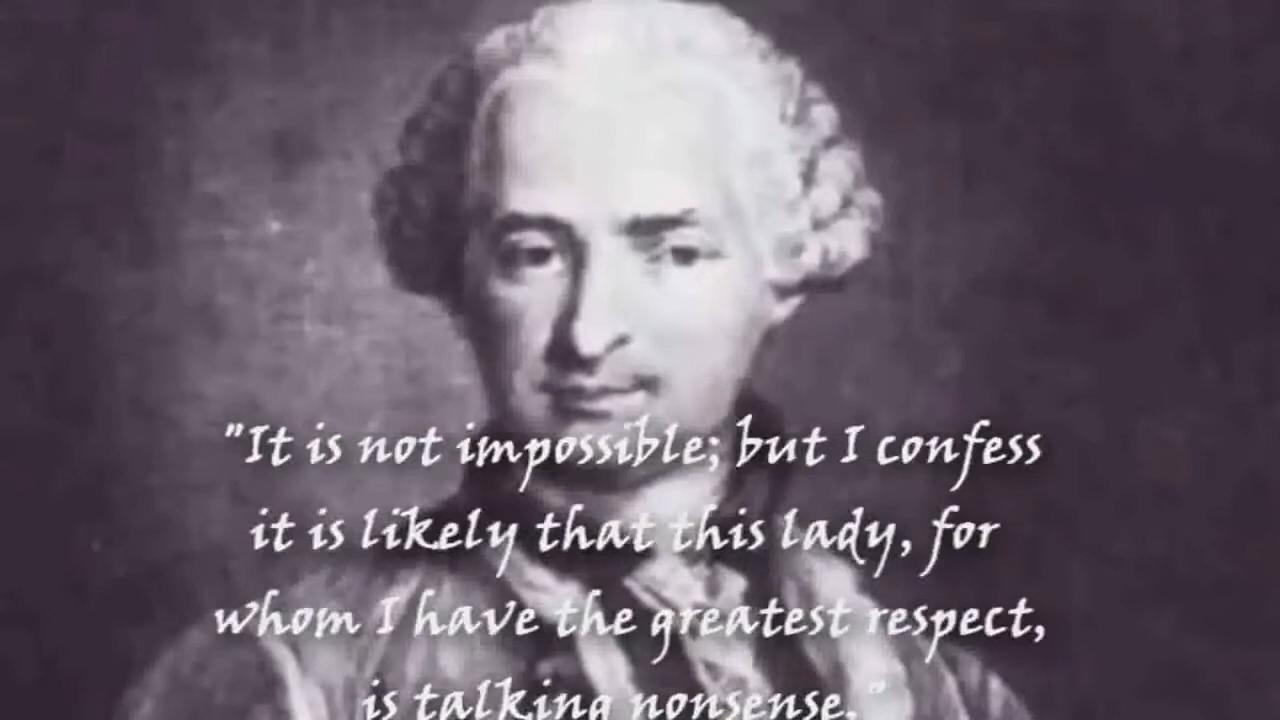 "It is not impossible; but I confess
it is likely that this lady, for
whom I have the greatest respect,
is talking nonsense."